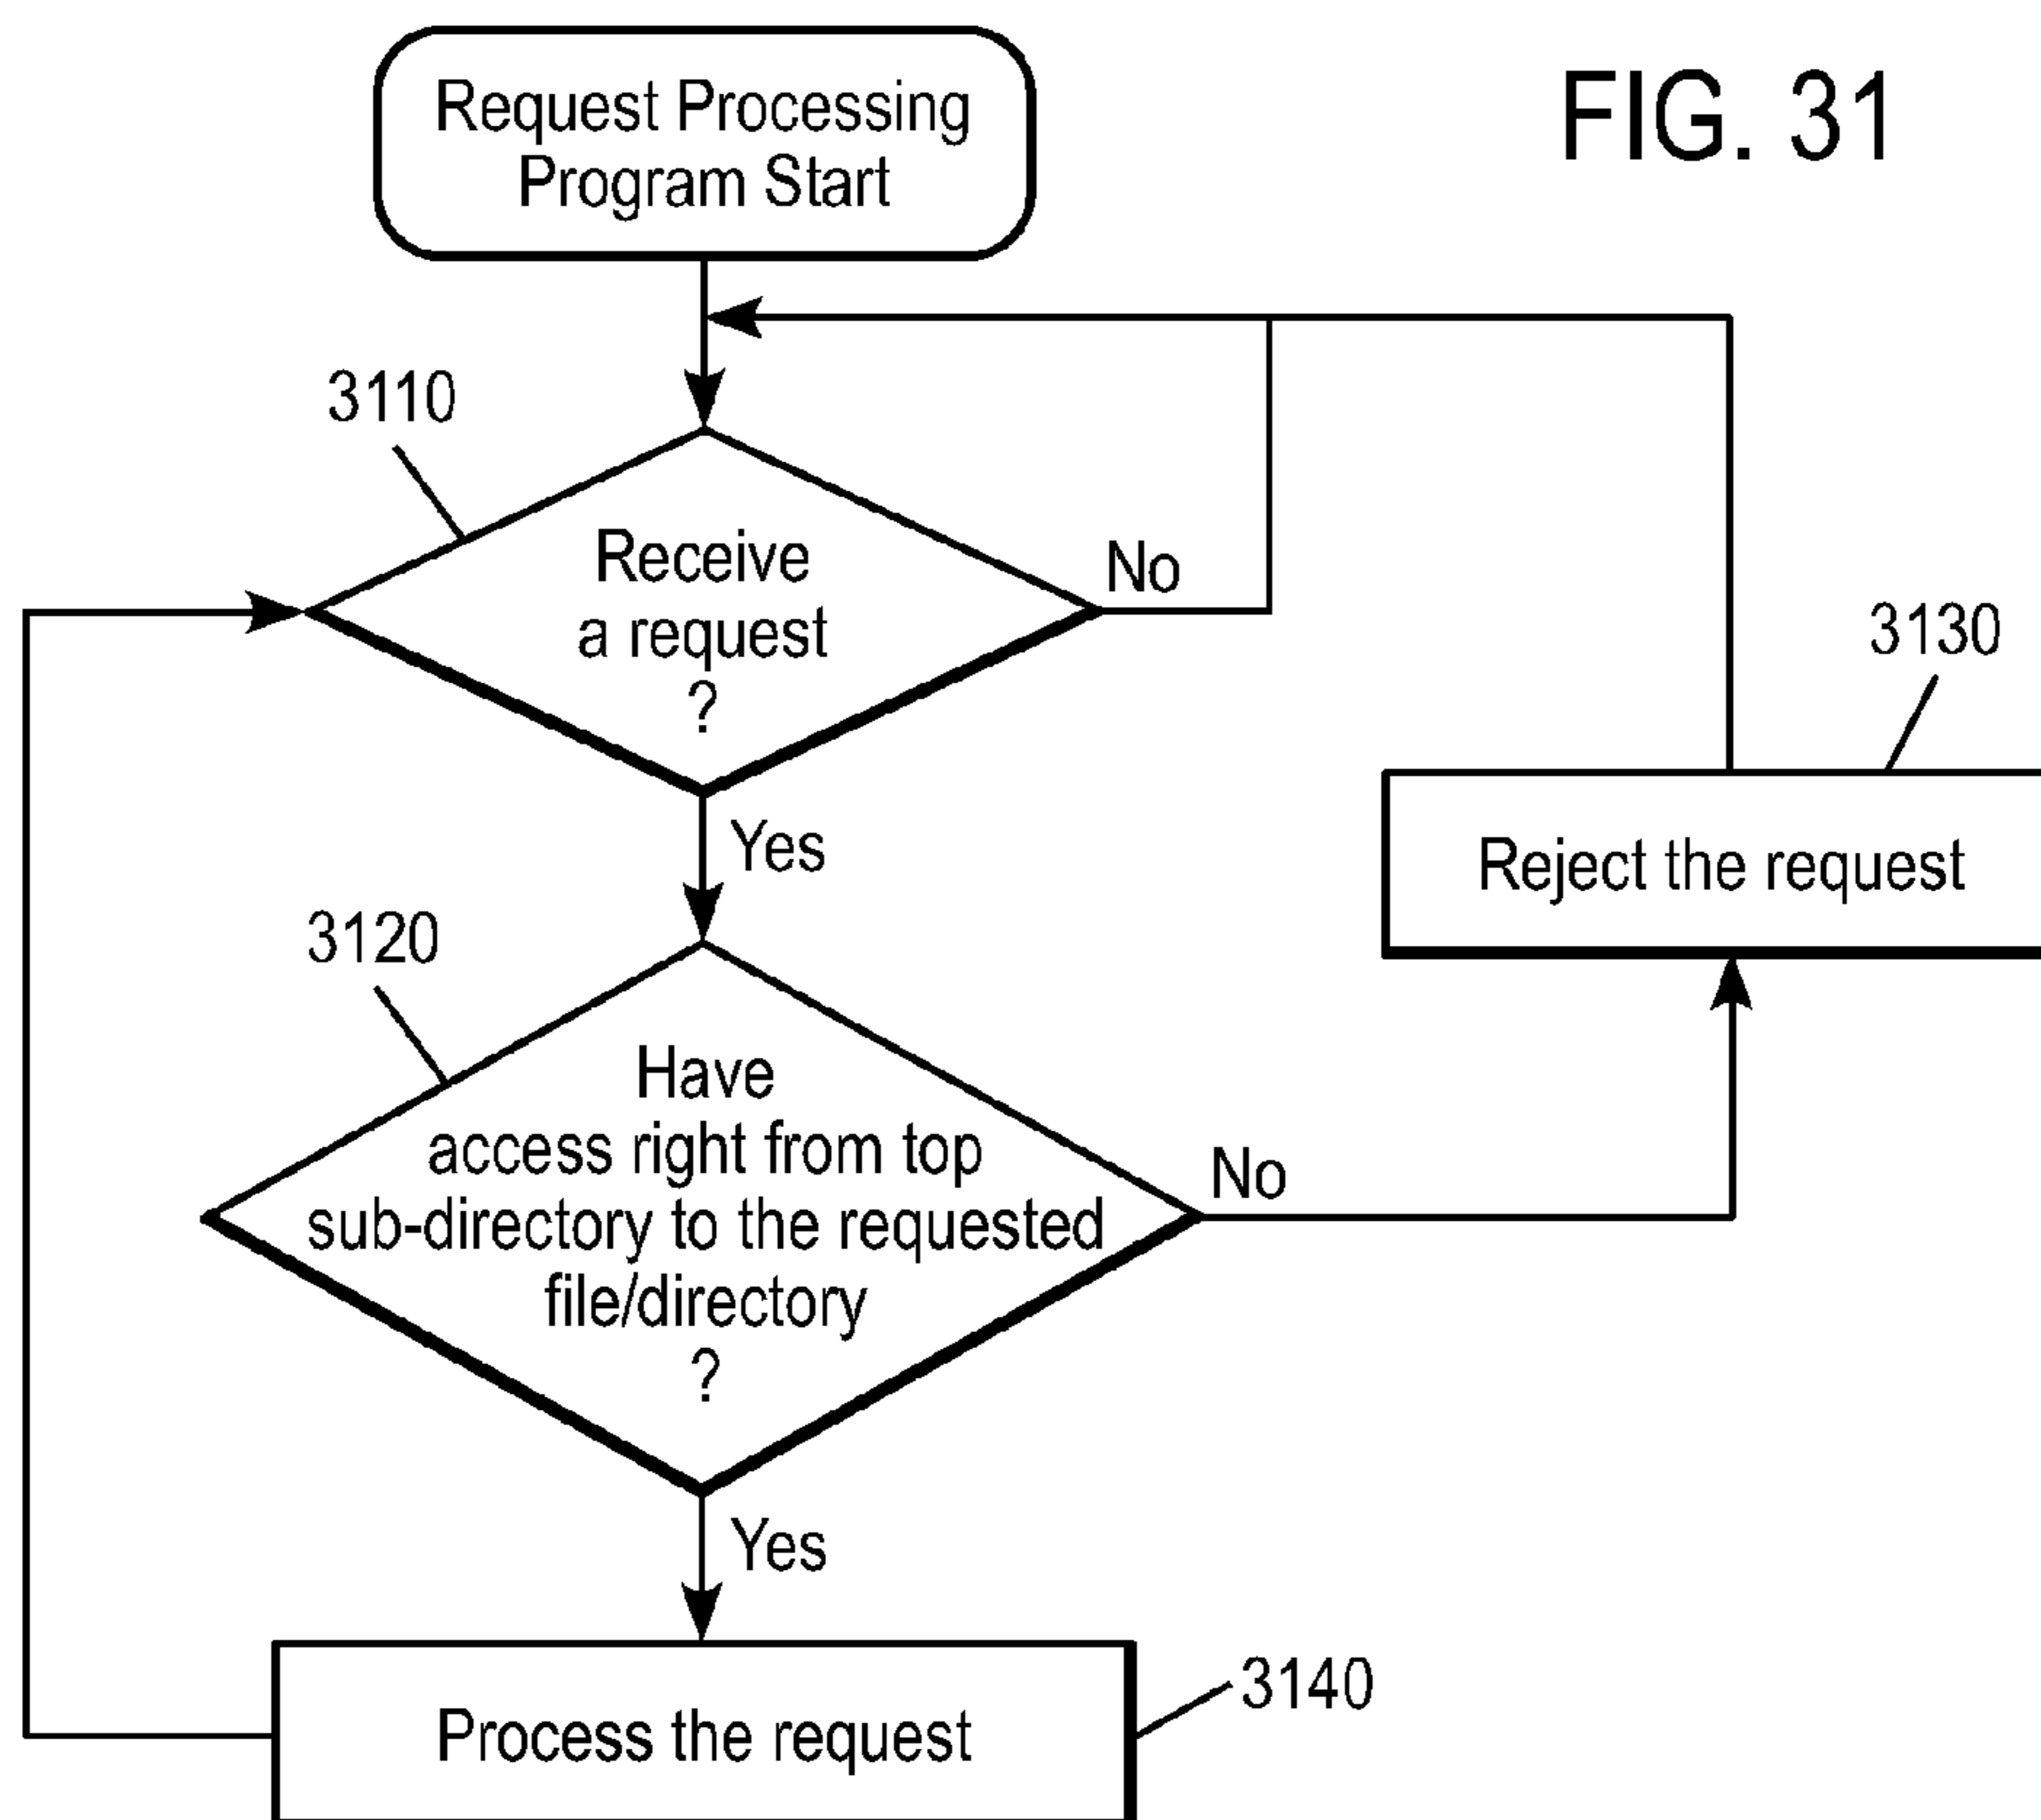 Request Processing
Program Start
FIG. 31
3110
Receive
a request
?
No
Yes
3130
Reject the request
3120
Have
access right from top
sub-directory to the requested
file/directory
?
No
Yes
Process the request
3140